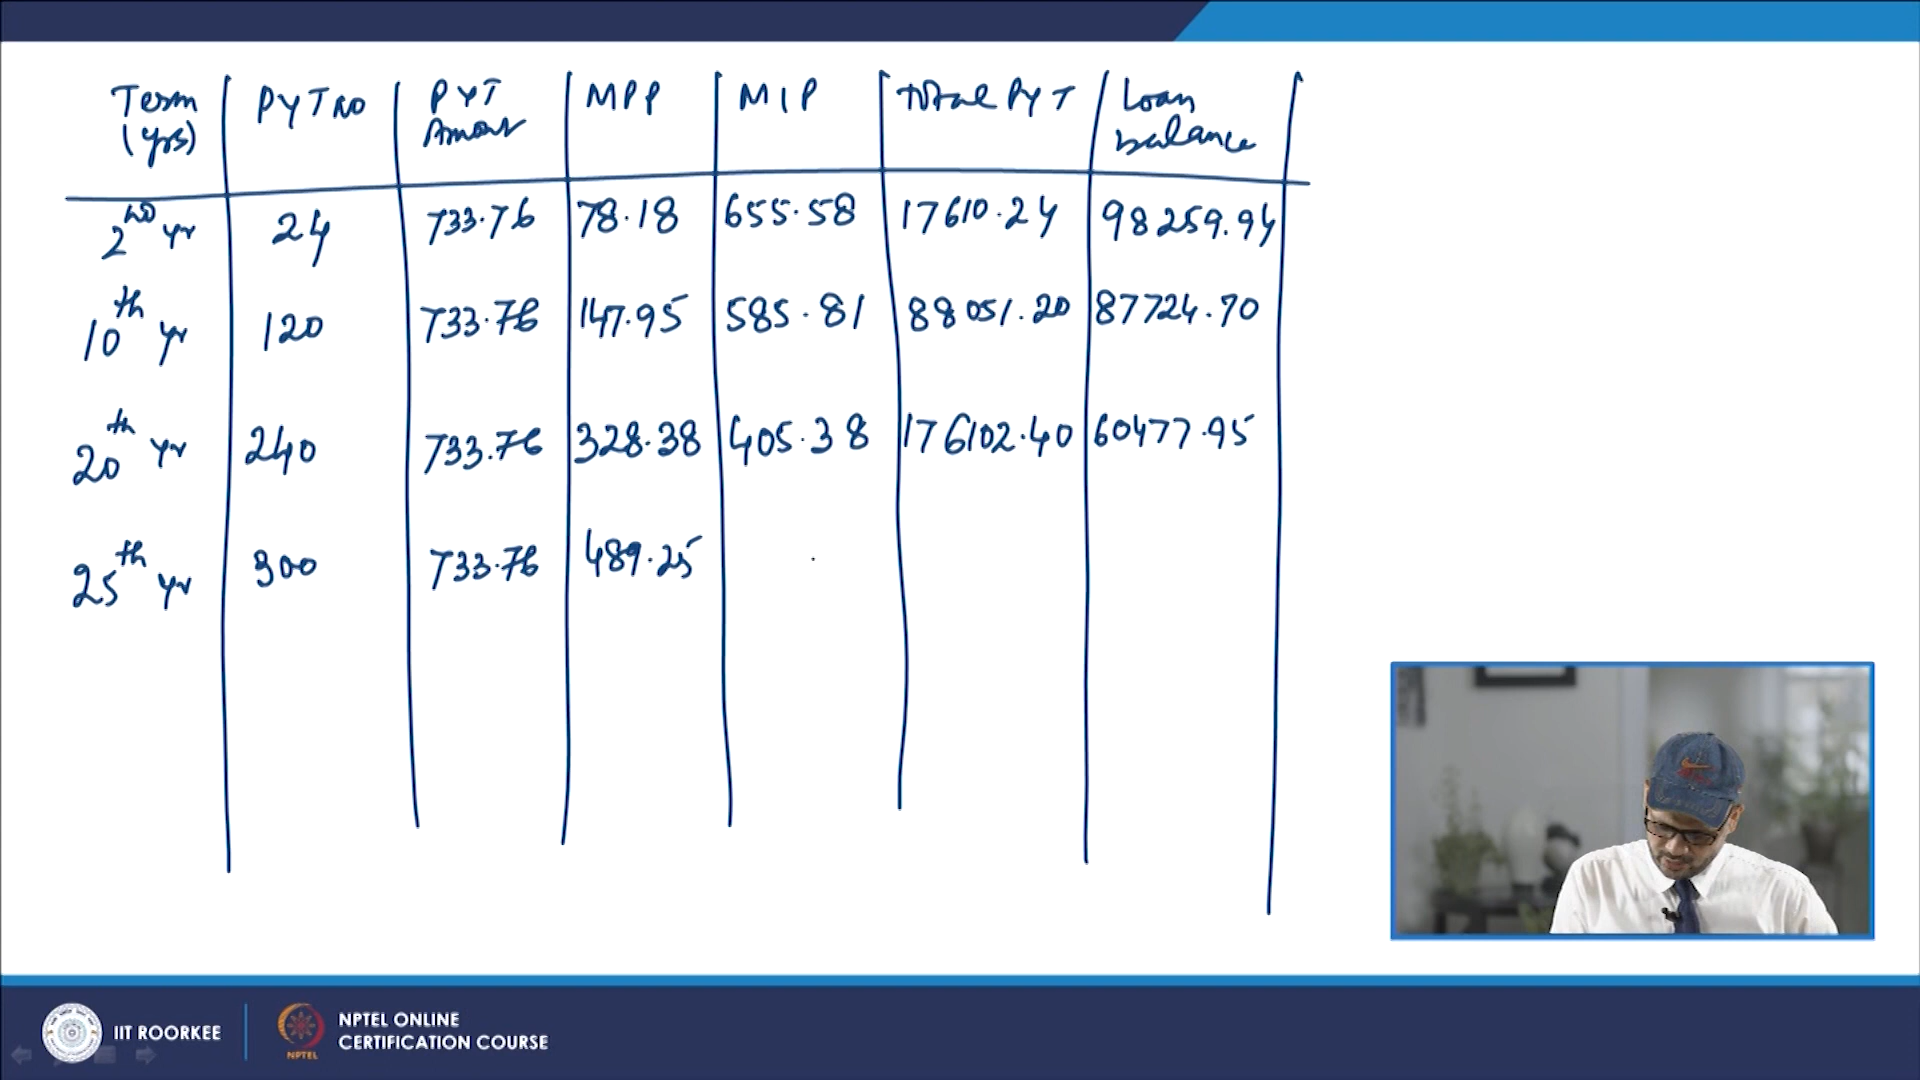 Term (yrs) PYT NO PYT Amount MPP MIP total PYT Loan balance
2nd yr 24 733.76 78.18 655.58 17610.24 98259.94
10th yr 120 733.76 147.95 585.81 88051.20 87724.70
20th yr 240 733.76 328.38 405.38 176102.40 60477.95
25th yr 300 733.76 489.25
IIT ROORKEE
NPTEL
NPTEL ONLINE
CERTIFICATION COURSE